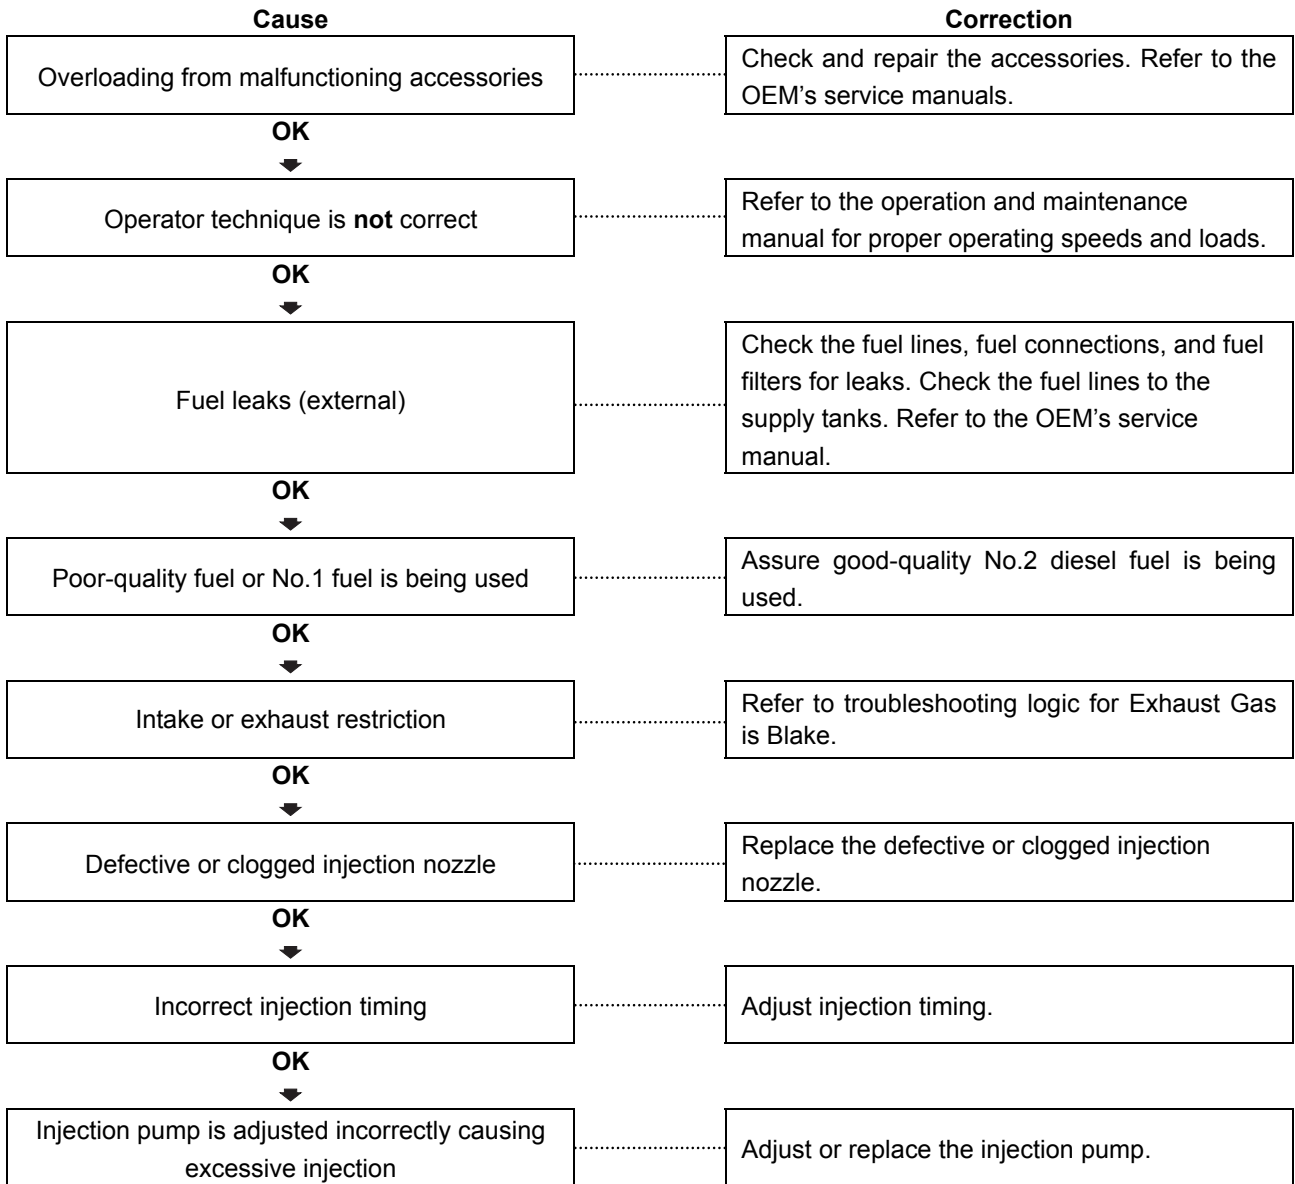 Cause
Correction
Overloading from malfunctioning accessories
Check and repair the accessories. Refer to the
OEM’s service manuals.
OK
Operator technique is not correct
Refer to the operation and maintenance
manual for proper operating speeds and loads.
OK
Fuel leaks (external)
Check the fuel lines, fuel connections, and fuel
filters for leaks. Check the fuel lines to the
supply tanks. Refer to the OEM’s service
manual.
OK
Poor-quality fuel or No.1 fuel is being used
Assure good-quality No.2 diesel fuel is being
used.
OK
Intake or exhaust restriction
Refer to troubleshooting logic for Exhaust Gas
is Blake.
OK
Defective or clogged injection nozzle
Replace the defective or clogged injection
nozzle.
OK
Incorrect injection timing
Adjust injection timing.
OK
Injection pump is adjusted incorrectly causing
excessive injection
Adjust or replace the injection pump.